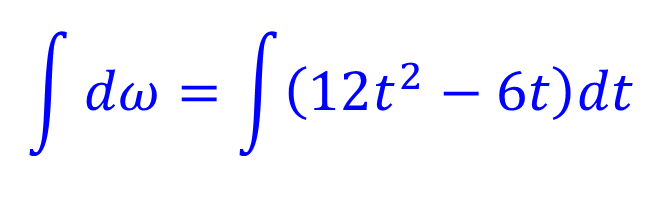 ∫ dω = ∫ (12t² − 6t)dt